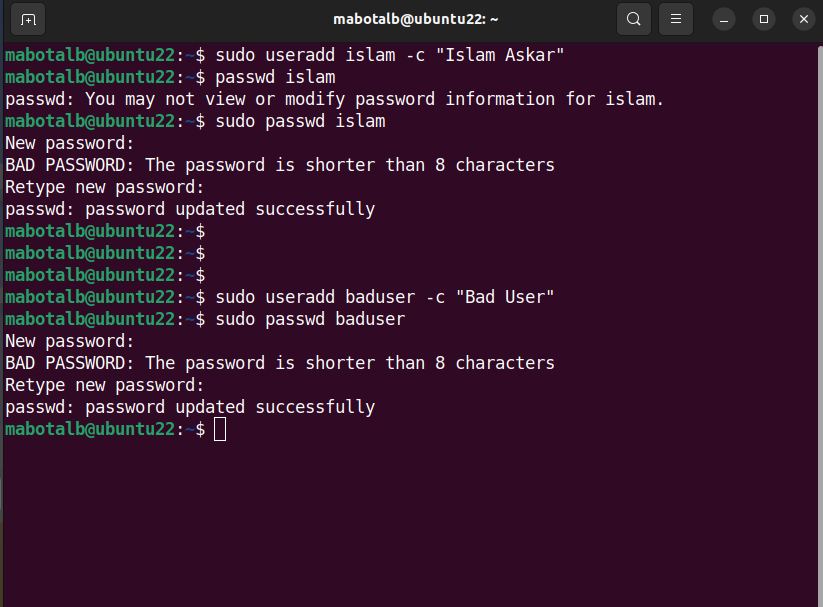 mabotalb@ubuntu22: ~
mabotalb@ubuntu22:~$ sudo useradd islam -c "Islam Askar"
mabotalb@ubuntu22:~$ passwd islam
passwd: You may not view or modify password information for islam.
mabotalb@ubuntu22:~$ sudo passwd islam
New password:
BAD PASSWORD: The password is shorter than 8 characters
Retype new password:
passwd: password updated successfully
mabotalb@ubuntu22:~$
mabotalb@ubuntu22:~$
mabotalb@ubuntu22:~$
mabotalb@ubuntu22:~$ sudo useradd baduser -c "Bad User"
mabotalb@ubuntu22:~$ sudo passwd baduser
New password:
BAD PASSWORD: The password is shorter than 8 characters
Retype new password:
passwd: password updated successfully
mabotalb@ubuntu22:~$